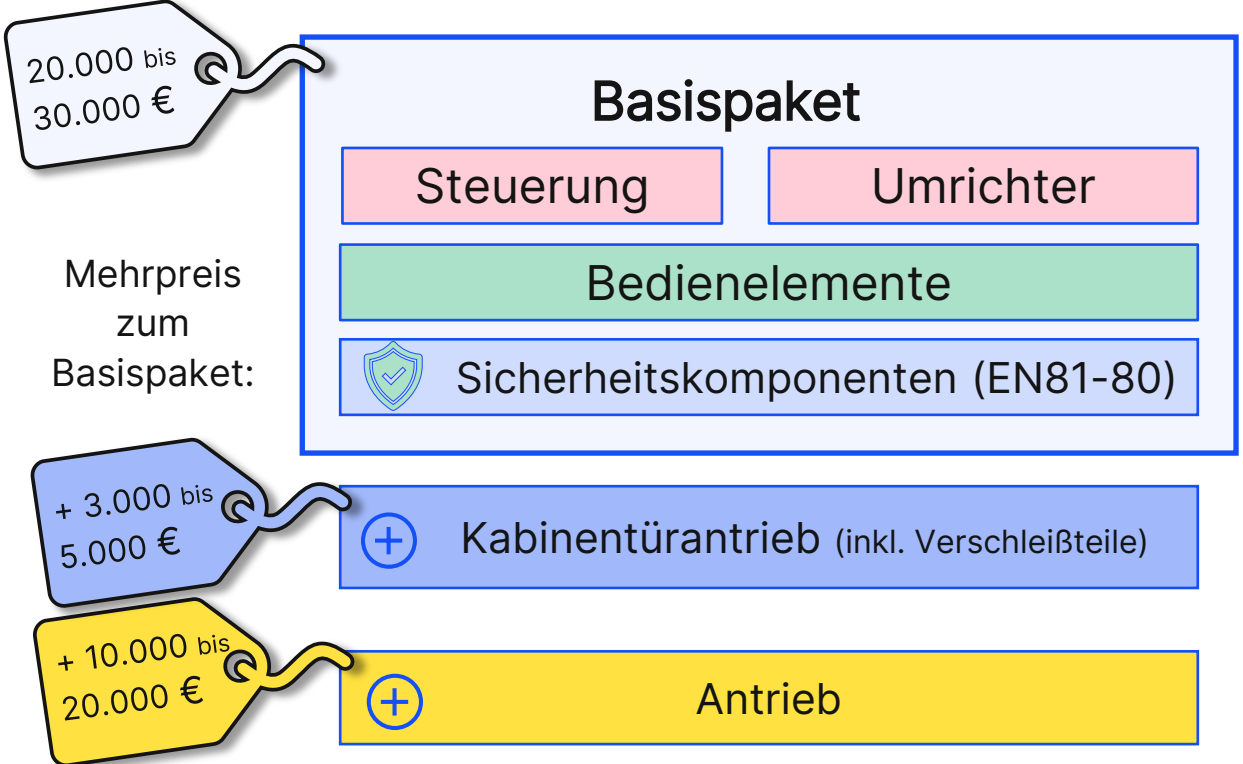 20.000 bis
30.000 €
Basispaket
Steuerung
Umrichter
Bedienelemente
Sicherheitskomponenten (EN81-80)
Mehrpreis
zum
Basispaket:
+ 3.000 bis
5.000 €
Kabinentürantrieb (inkl. Verschleißteile)
+ 10.000 bis
20.000 €
Antrieb